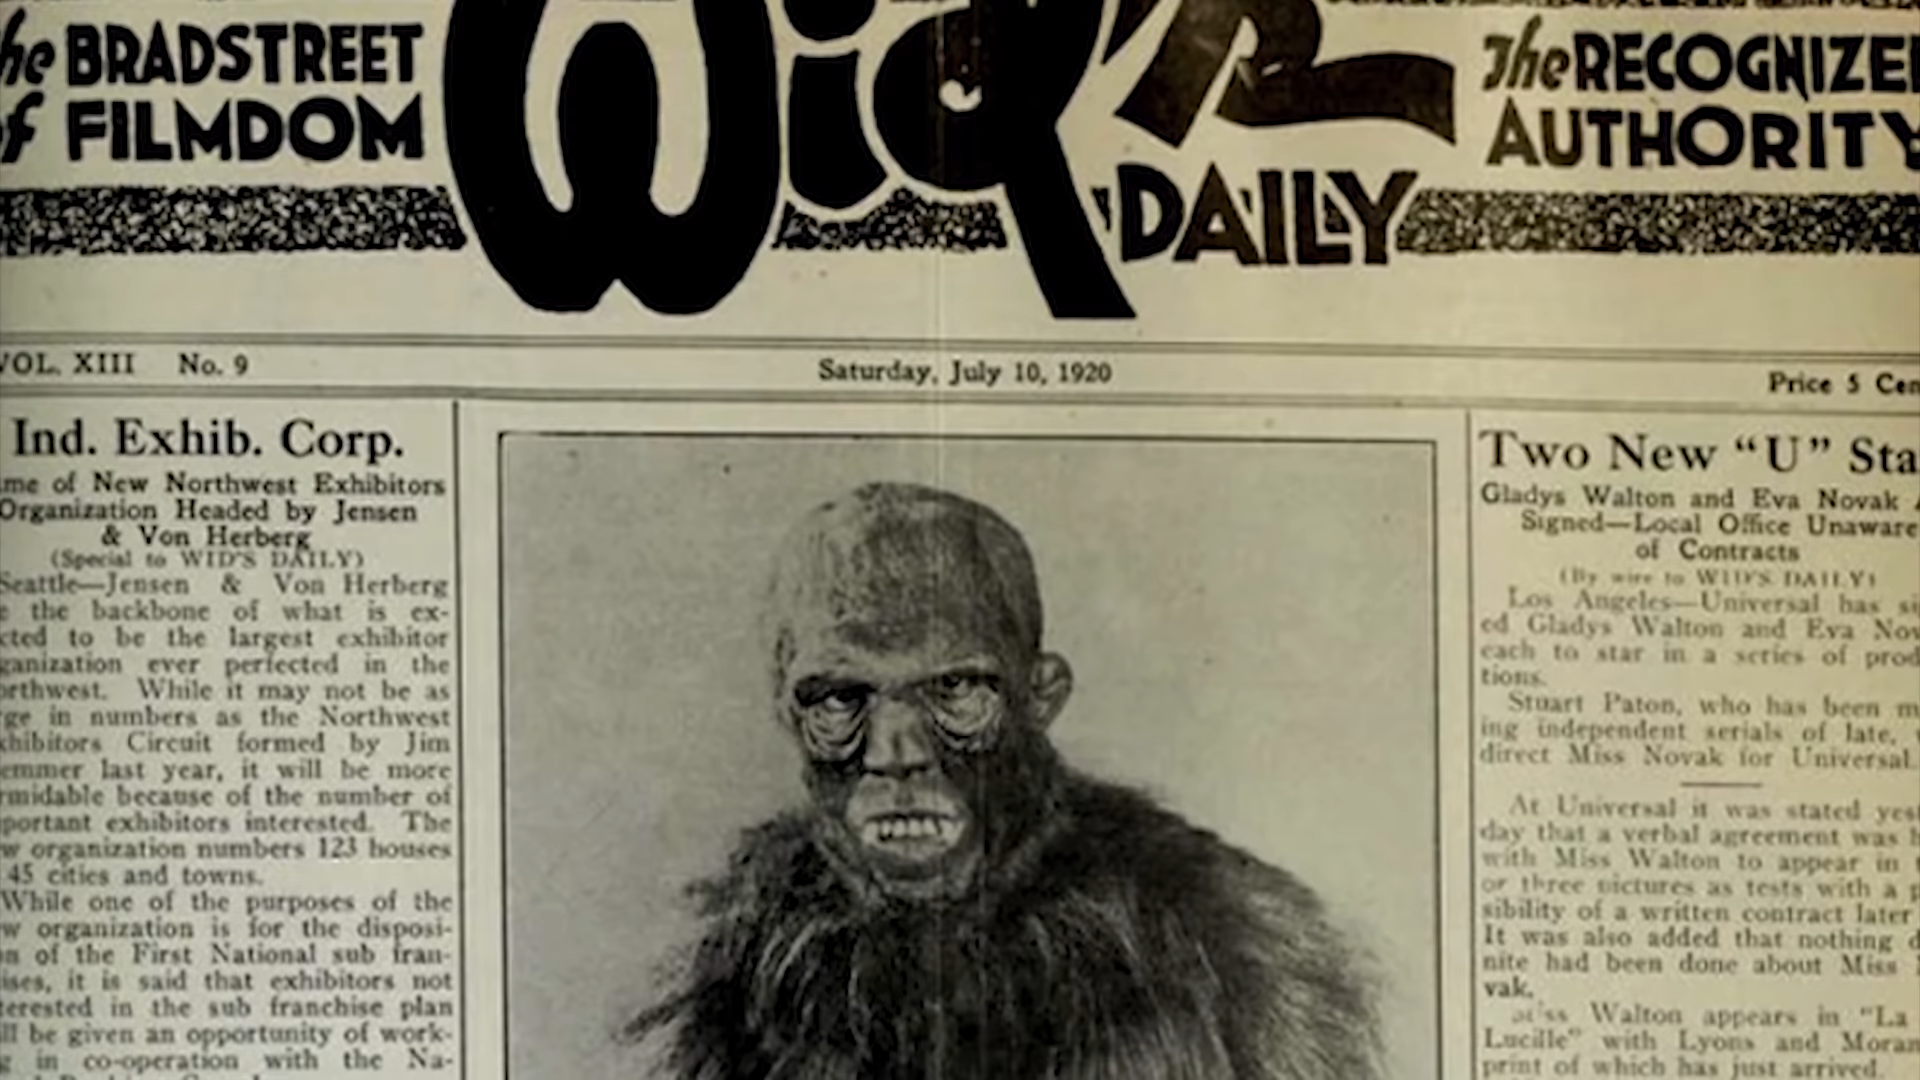 The BRADSTREET
of FILMDOM
Wid's
DAILY
The RECOGNIZED
AUTHORITY
VOL. XIII No. 9
Saturday, July 10, 1920
Price 5 Cen
Ind. Exhib. Corp.
me of New Northwest Exhibitors
Organization Headed by Jensen
& Von Herberg
(Special to WID'S DAILY)
Seattle—Jensen & Von Herberg
e the backbone of what is ex-
cted to be the largest exhibitor
ganization ever perfected in the
orthwest. While it may not be as
ge in numbers as the Northwest
xhibitors Circuit formed by Jim
emmer last year, it will be more
rmidable because of the number of
portant exhibitors interested. The
w organization numbers 123 houses
45 cities and towns.
While one of the purposes of the
w organization is for the disposi-
n of the First National sub fran-
ises, it is said that exhibitors not
terested in the sub franchise plan
ll be given an opportunity of work-
g in co-operation with the Na-
Two New "U" Sta
Gladys Walton and Eva Novak
Signed—Local Office Unaware
of Contracts
(By wire to WID'S DAILY)
Los Angeles—Universal has si
ed Gladys Walton and Eva Nov
each to star in a series of prod
tions.
Stuart Paton, who has been m
ing independent serials of late,
direct Miss Novak for Universal.
At Universal it was stated yest
day that a verbal agreement was h
with Miss Walton to appear in
or three pictures as tests with a p
sibility of a written contract later
It was also added that nothing d
nite had been done about Miss
vak.
Miss Walton appears in "La
Lucille" with Lyons and Moran
print of which has just arrived.